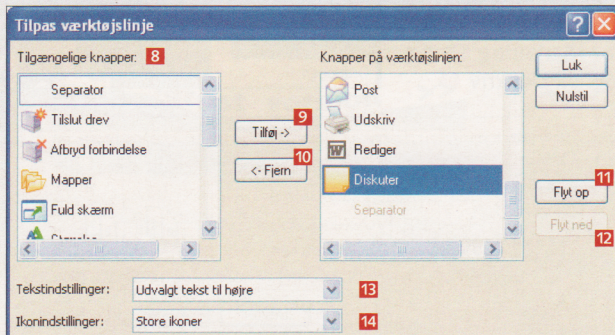 Tilpas værktøjslinje
Tilgængelige knapper: 8
Separator
Tilslut drev
Afbryd forbindelse
Mapper
Fuld skærm
Tilføj -> 9
<- Fjern 10
Knapper på værktøjslinjen:
Post
Udskriv
Rediger
Diskuter
Separator
Luk
Nulstil
Flyt op 11
Flyt ned 12
Tekstindstillinger: Udvalgt tekst til højre 13
Ikonindstillinger: Store ikoner 14